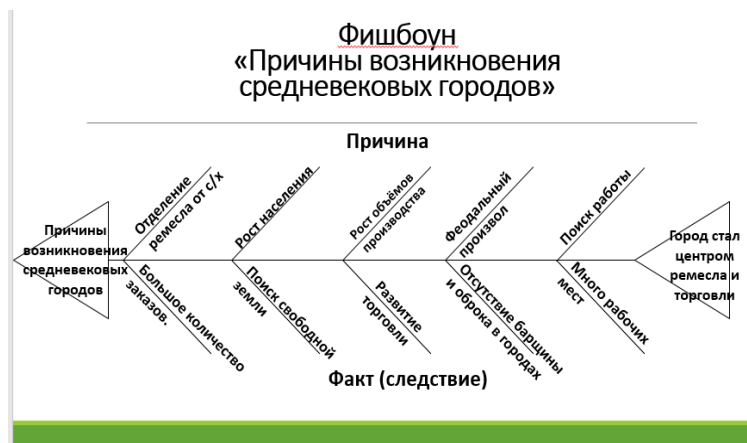 Фишбоун
«Причины возникновения
средневековых городов»
Причина
Отделение
ремесла от с/х
Рост населения
Рост объёмов
производства
Феодальный
произвол
Поиск работы
Причины
возникновения
средневековых
городов
Город стал
центром
ремесла и
торговли
Большое количество
заказов.
Поиск свободной
земли
Развитие
торговли
Отсутствие барщины
и оброка в городах
Много рабочих
мест
Факт (следствие)